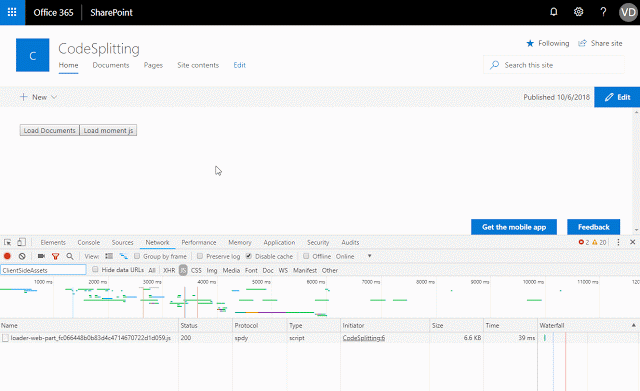 Office 365 SharePoint ? VD
C CodeSplitting
Following Share site
Home Documents Pages Site contents Edit
Search this site
+ New Published 10/6/2018 Edit
Load Documents Load moment js
Get the mobile app Feedback
Elements Console Sources Network Performance Memory Application Security Audits 2 20
View: Group by frame Preserve log Disable cache Offline Online
ClientSideAssets Hide data URLs All XHR JS CSS Img Media Font Doc WS Manifest Other
1000 ms 2000 ms 3000 ms 4000 ms 5000 ms 6000 ms 7000 ms 8000 ms 9000 ms 10000 ms 11000 ms
Name Status Protocol Type Initiator Size Time Waterfall
loader-web-part_fc066448b0b83d4c4714670722d1d059.js 200 spdy script CodeSplitting:6 6.6 KB 39 ms